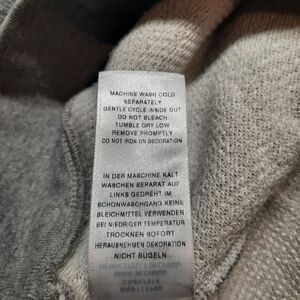 MACHINE WASH COLD
SEPARATELY
GENTLE CYCLE INSIDE OUT
DO NOT BLEACH
TUMBLE DRY LOW
REMOVE PROMPTLY
DO NOT IRON ON DECORATION
IN DER MASCHINE KALT
WASCHEN SEPARAT AUF
LINKS GEDREHT IM
SCHONWASCHGANG KEINE
BLEICHMITTEL VERWENDEN
BEI NIEDRIGER TEMPERATUR
TROCKNEN SOFORT
HERAUSNEHMEN DEKORATION
NICHT BUGELN